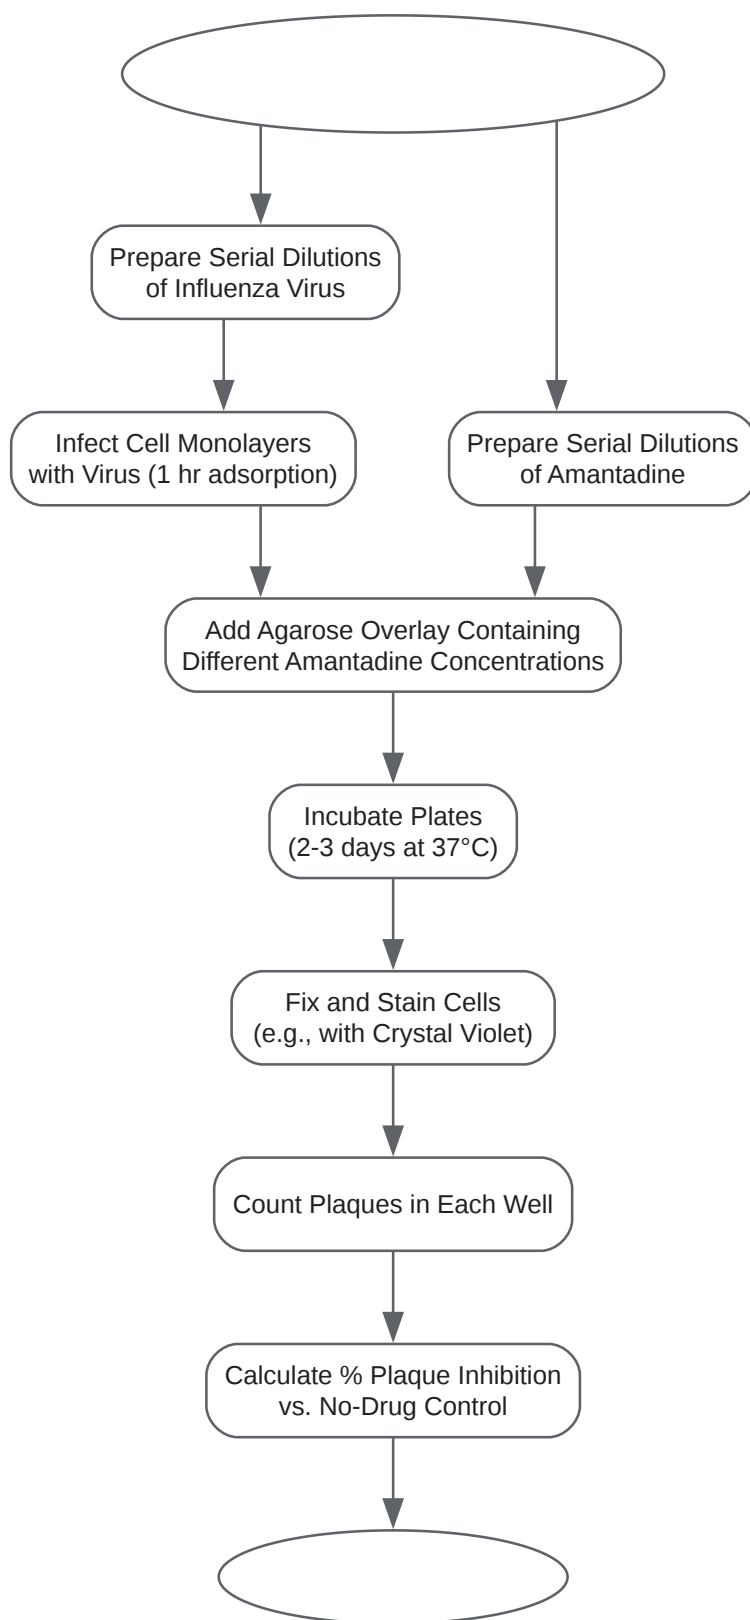 Prepare Serial Dilutions
of Influenza Virus
Infect Cell Monolayers
with Virus (1 hr adsorption)
Prepare Serial Dilutions
of Amantadine
Add Agarose Overlay Containing
Different Amantadine Concentrations
Incubate Plates
(2-3 days at 37°C)
Fix and Stain Cells
(e.g., with Crystal Violet)
Count Plaques in Each Well
Calculate % Plaque Inhibition
vs. No-Drug Control